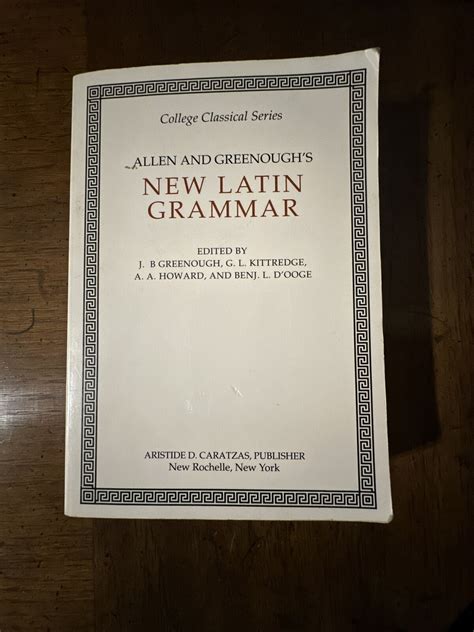 College Classical Series
ALLEN AND GREENOUGH'S
NEW LATIN
GRAMMAR
EDITED BY
J. B GREENOUGH, G. L. KITTREDGE,
A. A. HOWARD, AND BENJ. L. D'OOGE
ARISTIDE D. CARATZAS, PUBLISHER
New Rochelle, New York